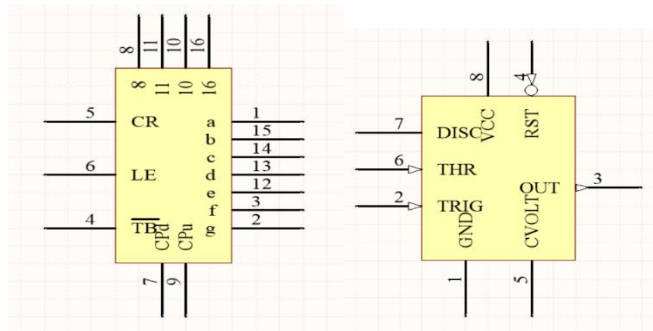 8 11 10 16
8 11 10 16
5 CR a 1
b 15
c 14
6 LE d 13
e 12
f 3
4 T̅B̅ g 2
CPd CPu
7 9
8 4
VCC RST
7 DISC
6 THR
OUT 3
2 TRIG
GND CVOLT
1 5